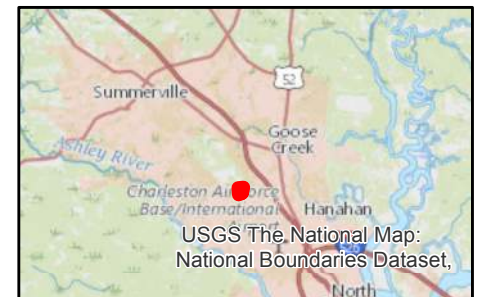 52
Summerville
Goose
Creek
Ashley River
Charleston Air Force
Base/International
Airport
Hanahan
USGS The National Map:
National Boundaries Dataset,
North